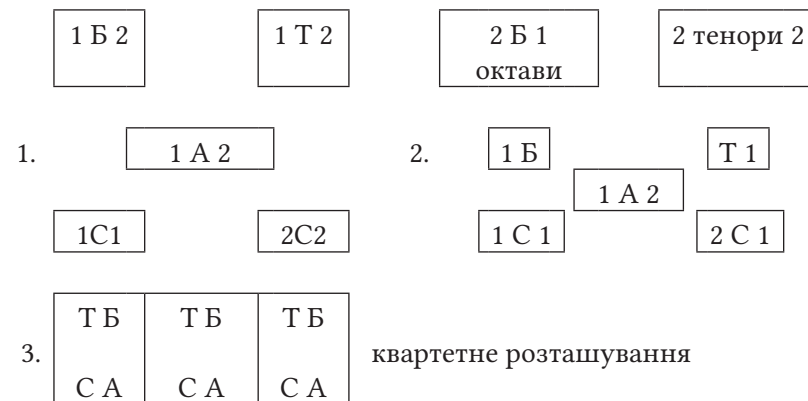 1 Б 2
1 Т 2
2 Б 1
октави
2 тенори 2
1.
1 А 2
2.
1 Б
Т 1
1 А 2
1С1
2С2
1 С 1
2 С 1
3.
Т Б
Т Б
Т Б
С А
С А
С А
квартетне розташування